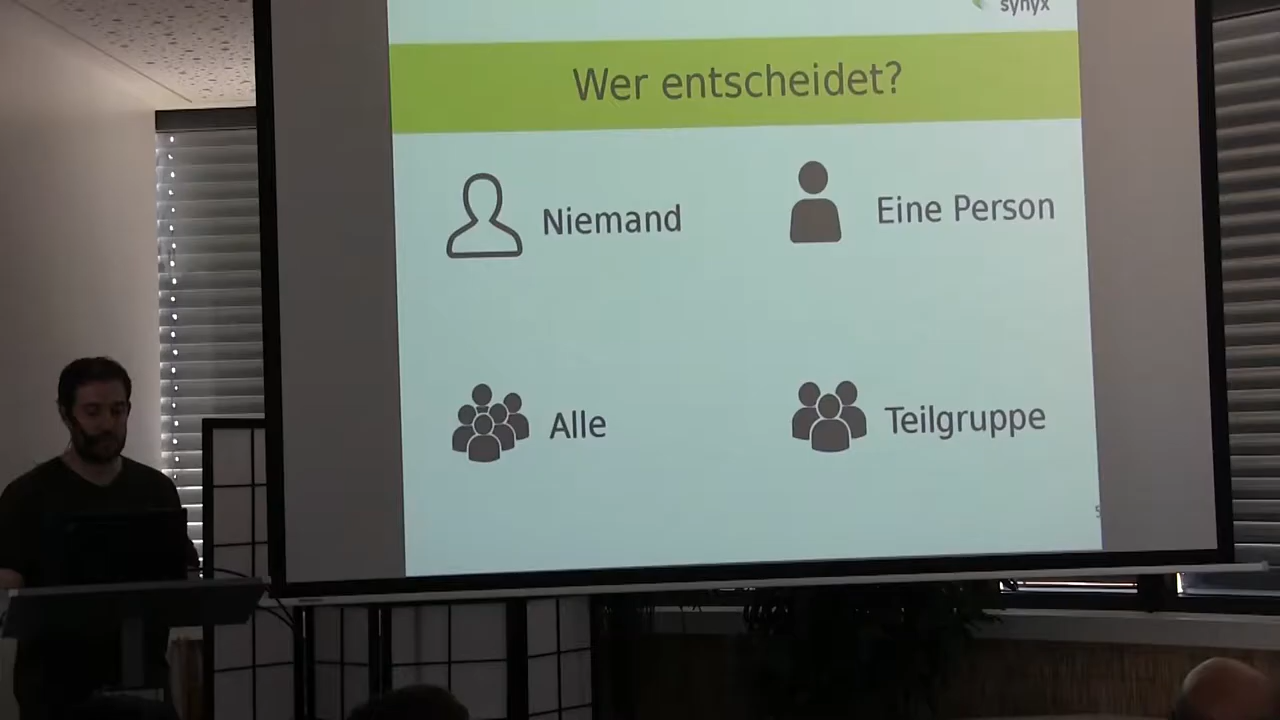 synyx
Wer entscheidet?
Niemand
Eine Person
Alle
Teilgruppe